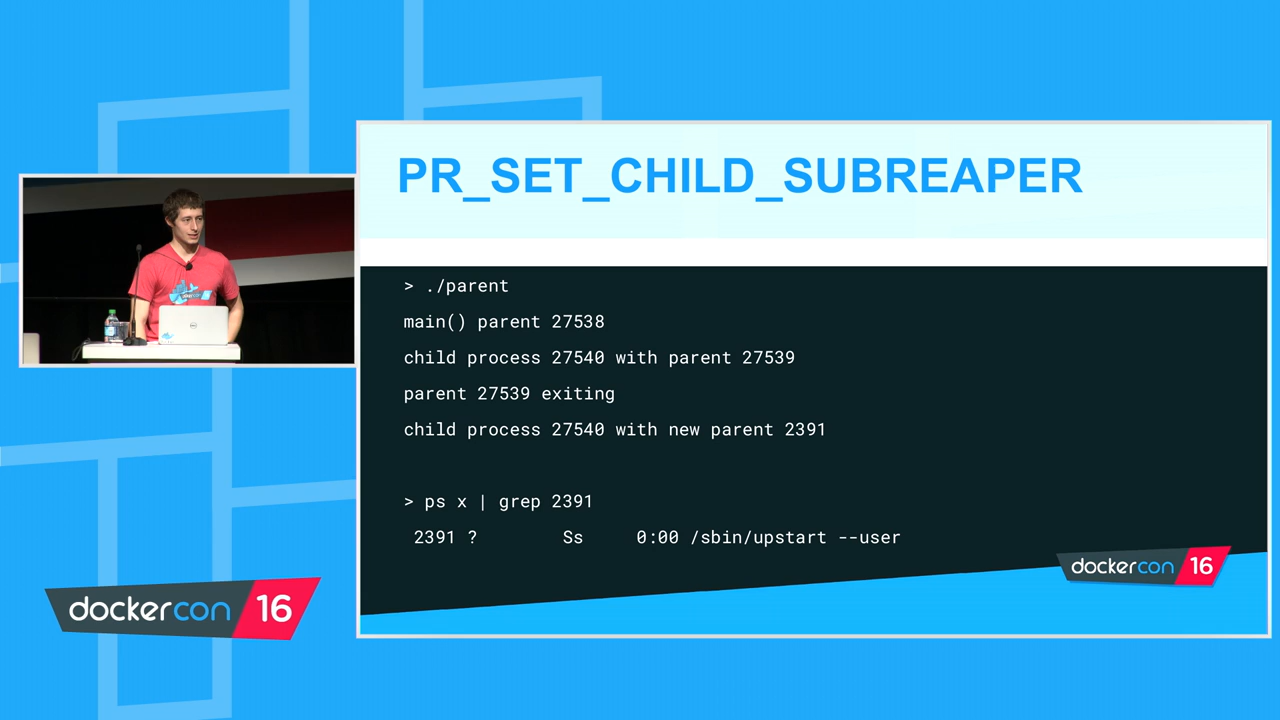 PR_SET_CHILD_SUBREAPER
> ./parent
main() parent 27538
child process 27540 with parent 27539
parent 27539 exiting
child process 27540 with new parent 2391
> ps x | grep 2391
2391 ? Ss 0:00 /sbin/upstart --user
dockercon 16
dockercon 16